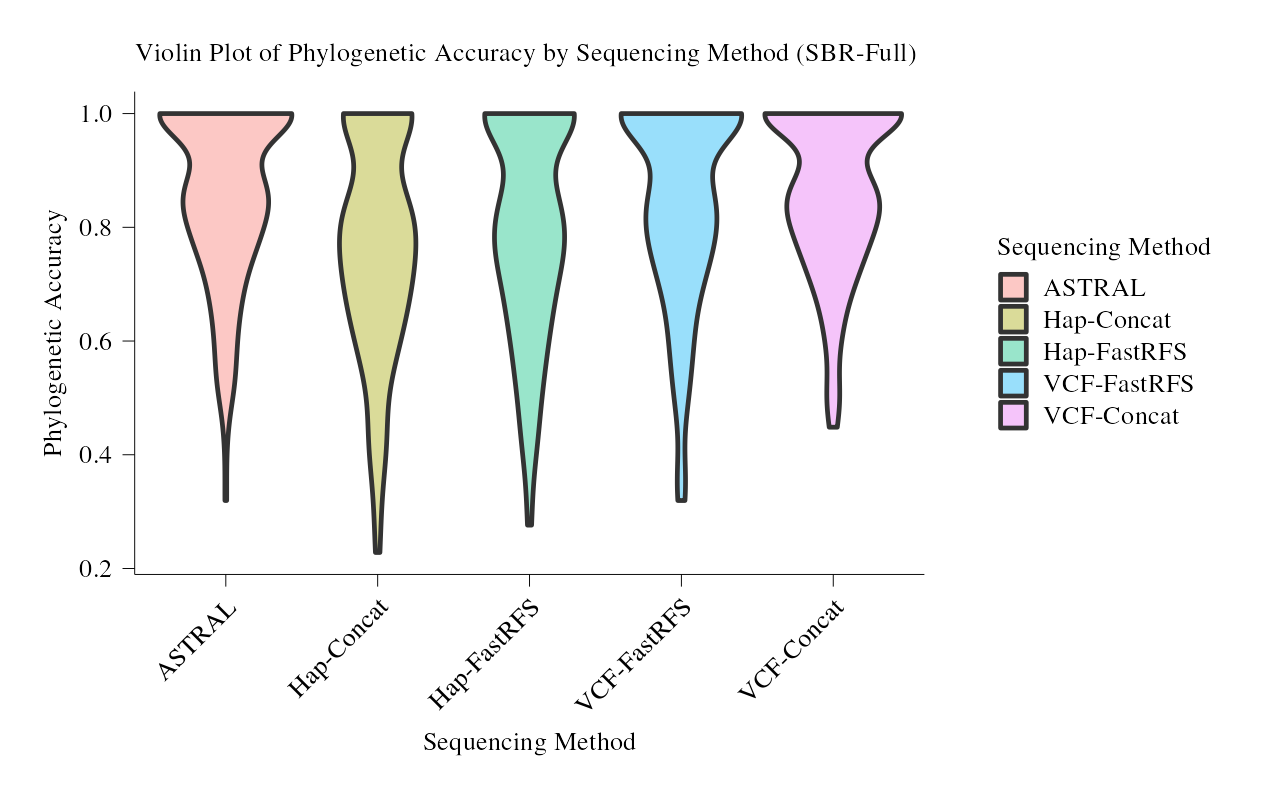 Violin Plot of Phylogenetic Accuracy by Sequencing Method (SBR-Full)
Phylogenetic Accuracy
1.0
0.8
0.6
0.4
0.2
ASTRAL
Hap-Concat
Hap-FastRFS
VCF-FastRFS
VCF-Concat
Sequencing Method
Sequencing Method
ASTRAL
Hap-Concat
Hap-FastRFS
VCF-FastRFS
VCF-Concat